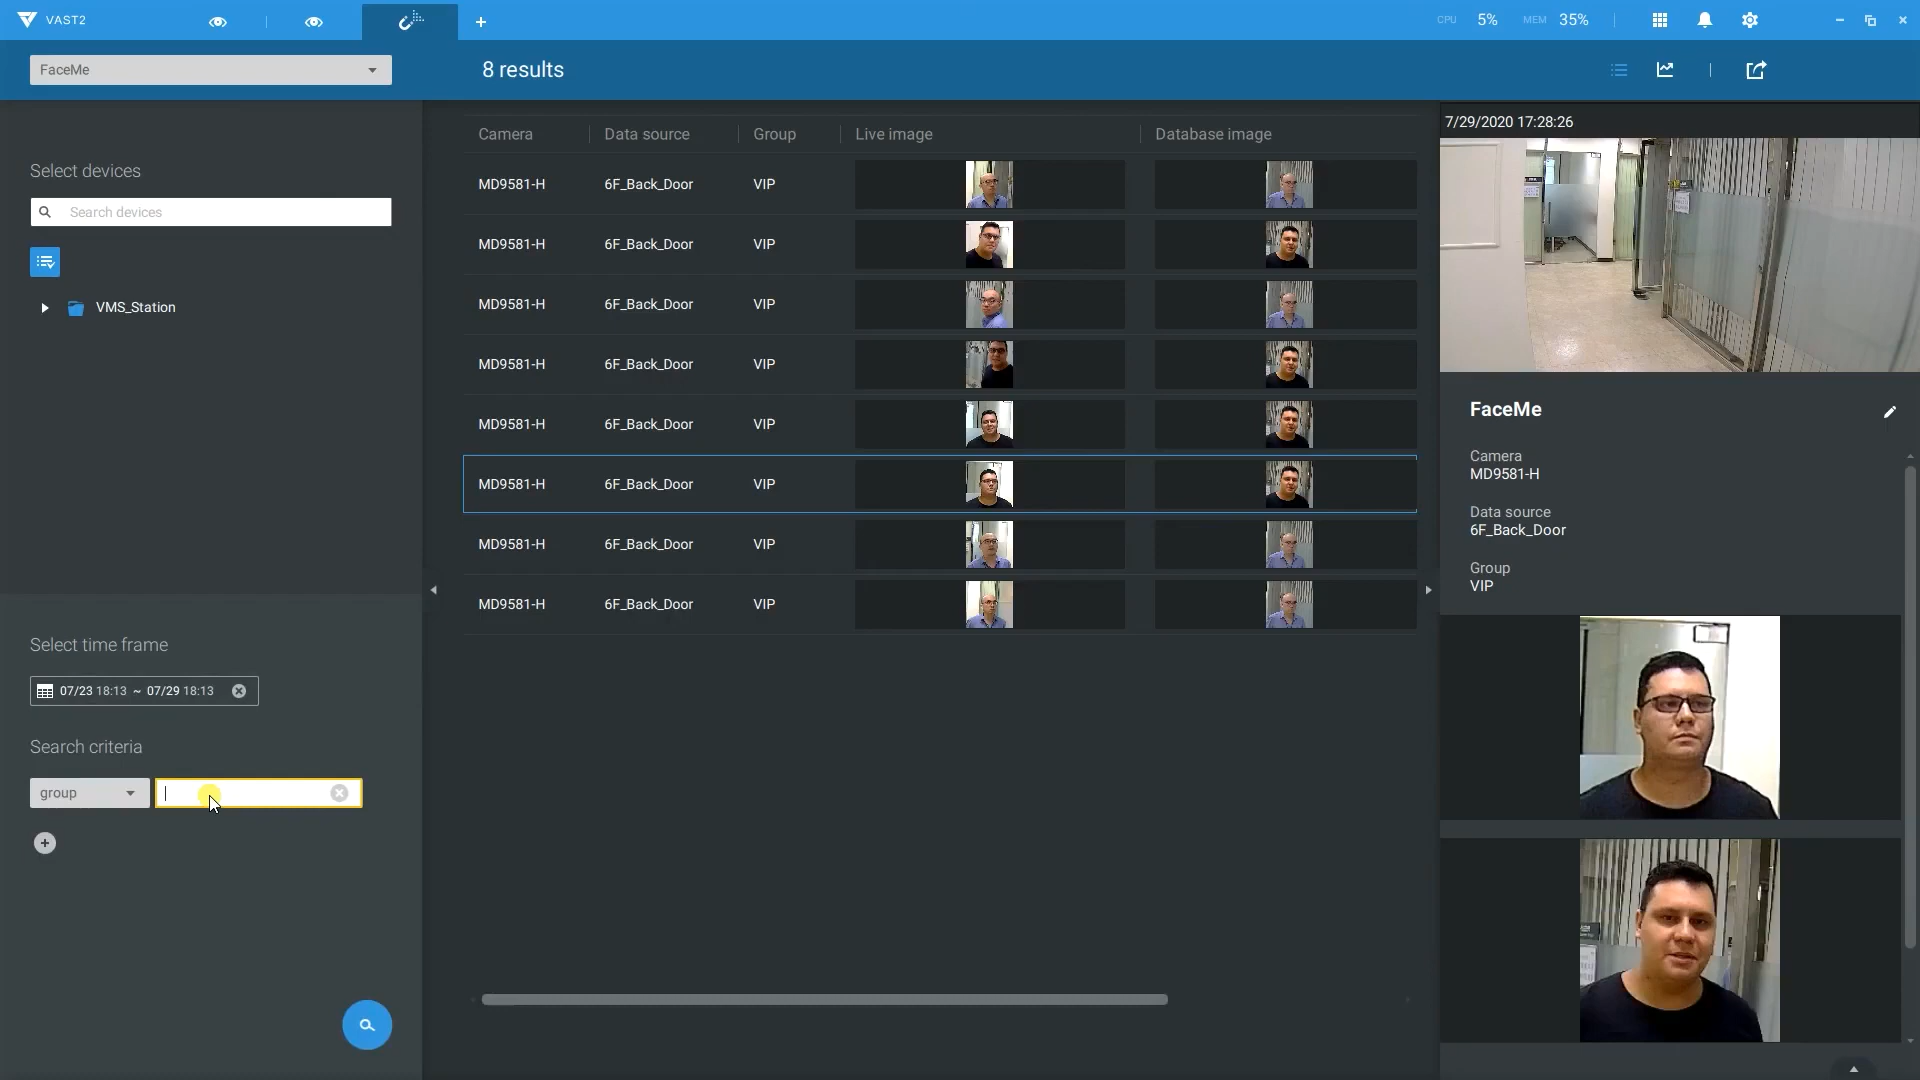 VAST2
CPU 5% MEM 35%
FaceMe
8 results
Select devices
Search devices
VMS_Station
Select time frame
07/23 18:13 ~ 07/29 18:13
Search criteria
group
Camera Data source Group Live image Database image
MD9581-H 6F_Back_Door VIP
MD9581-H 6F_Back_Door VIP
MD9581-H 6F_Back_Door VIP
MD9581-H 6F_Back_Door VIP
MD9581-H 6F_Back_Door VIP
MD9581-H 6F_Back_Door VIP
MD9581-H 6F_Back_Door VIP
MD9581-H 6F_Back_Door VIP
7/29/2020 17:28:26
FaceMe
Camera
MD9581-H
Data source
6F_Back_Door
Group
VIP